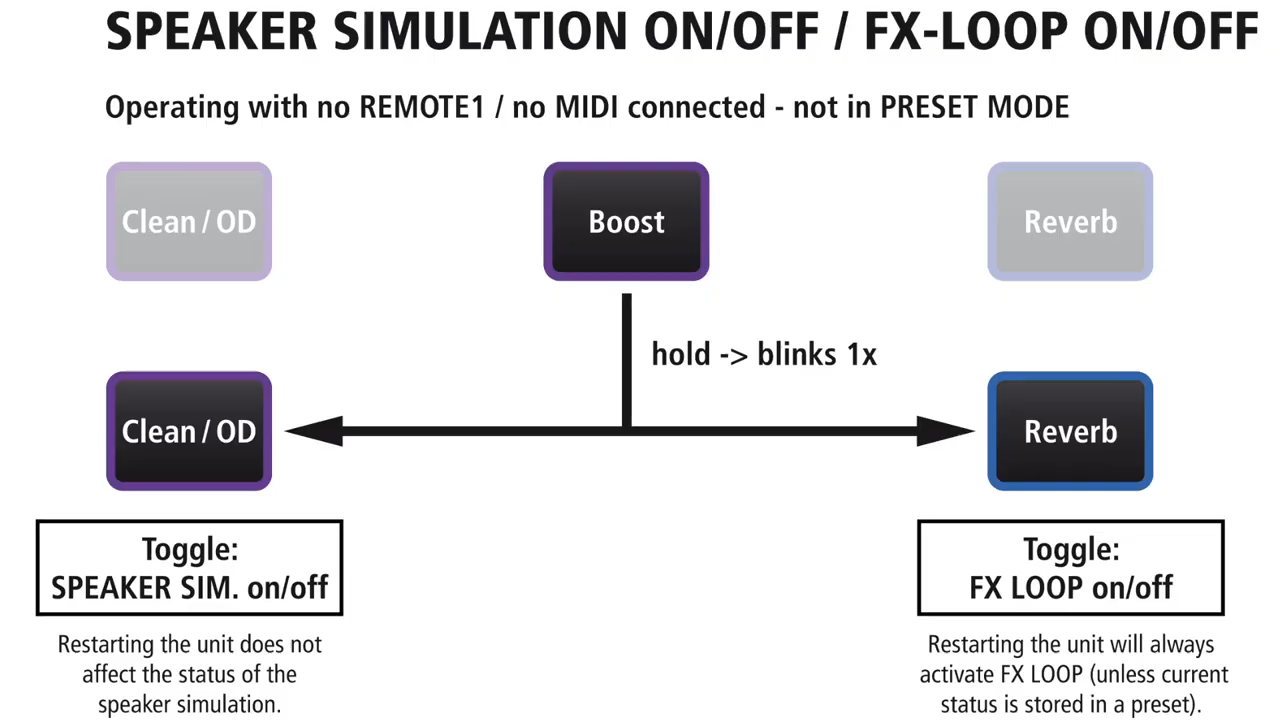 SPEAKER SIMULATION ON/OFF / FX-LOOP ON/OFF
Operating with no REMOTE1 / no MIDI connected - not in PRESET MODE
Clean / OD
Boost
Reverb
hold -> blinks 1x
Clean / OD
Reverb
Toggle:
SPEAKER SIM. on/off
Restarting the unit does not
affect the status of the
speaker simulation.
Toggle:
FX LOOP on/off
Restarting the unit will always
activate FX LOOP (unless current
status is stored in a preset).